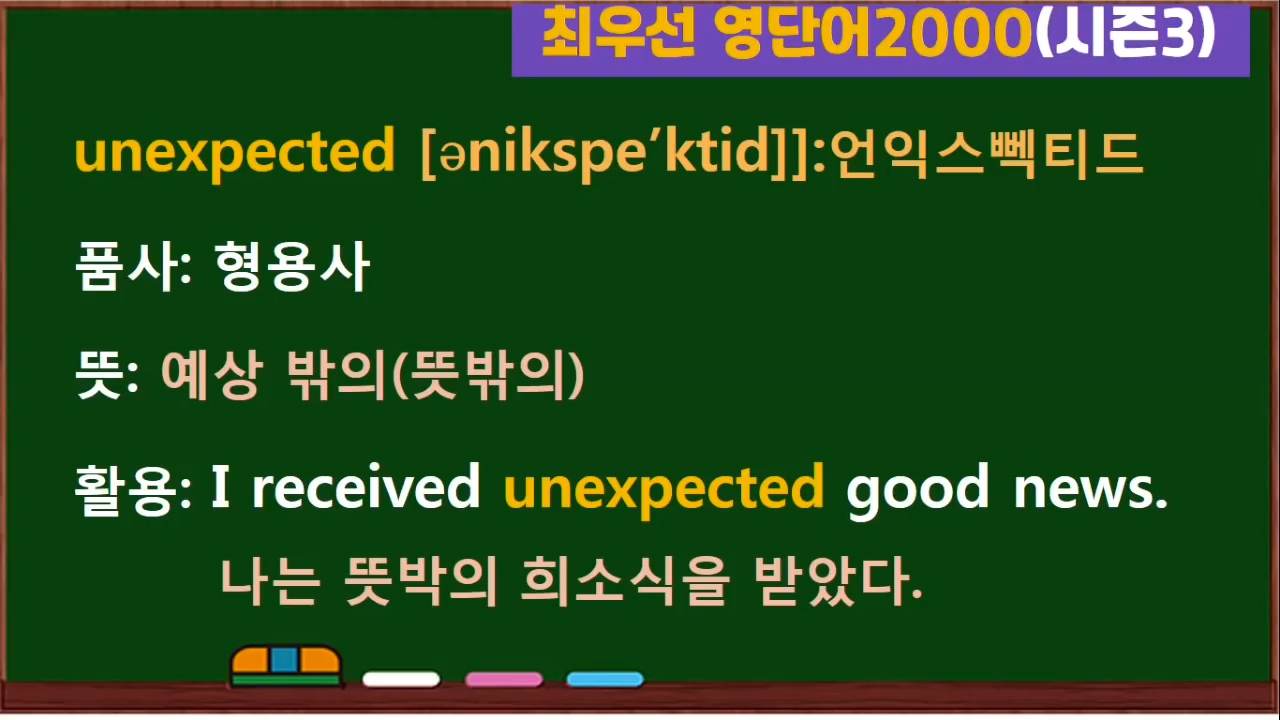 최우선 영단어2000(시즌3)
unexpected [ənikspe′ktid]]:언익스뻭티드
품사: 형용사
뜻: 예상 밖의(뜻밖의)
활용: I received unexpected good news.
나는 뜻박의 희소식을 받았다.